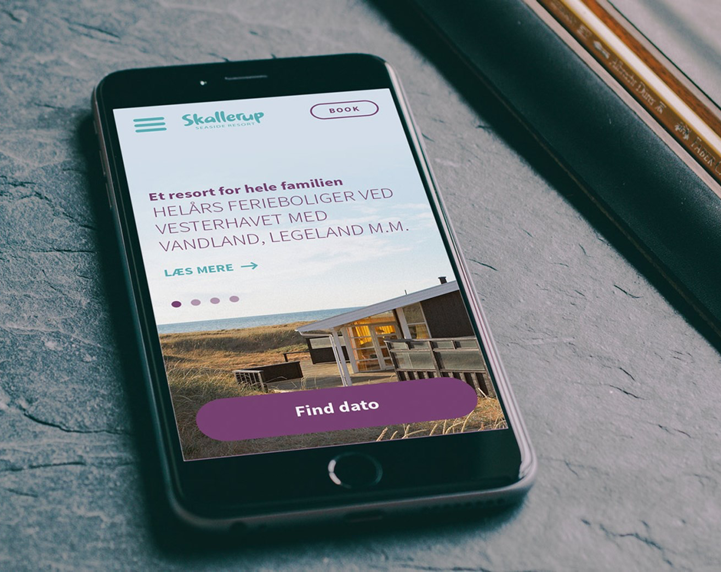 Skallerup
SEASIDE RESORT
BOOK
Et resort for hele familien
HELÅRS FERIEBOLIGER VED
VESTERHAVET MED
VANDLAND, LEGELAND M.M.
LÆS MERE
Find dato